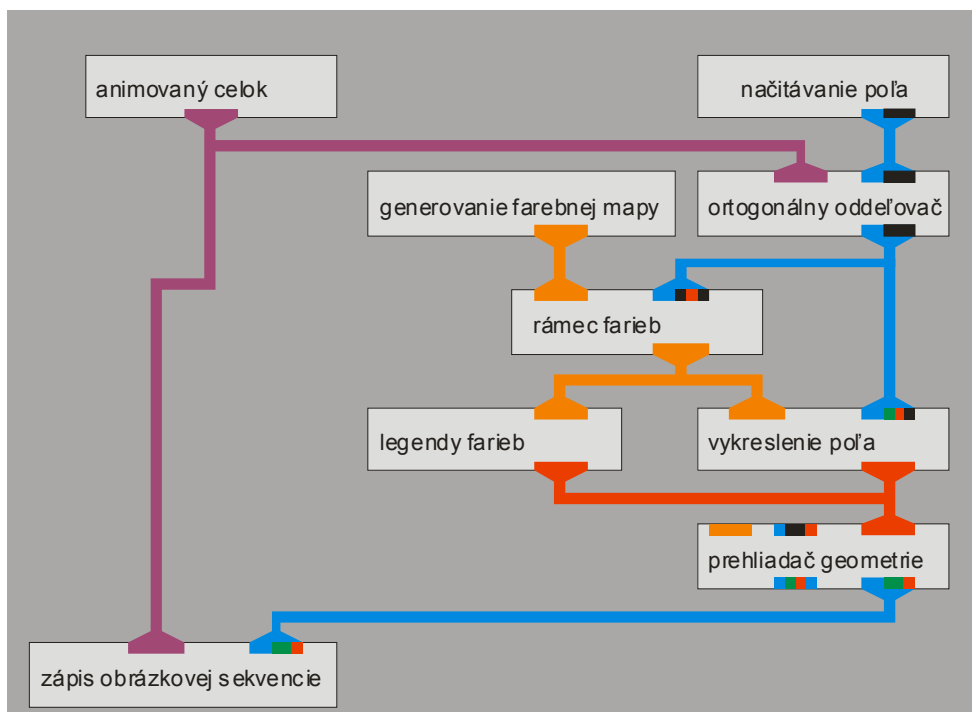 animovaný celok
načitávanie poľa
generovanie farebnej mapy
ortogonálny oddeľovač
rámec farieb
legendy farieb
vykreslenie poľa
prehliadač geometrie
zápis obrázkovej sekvencie